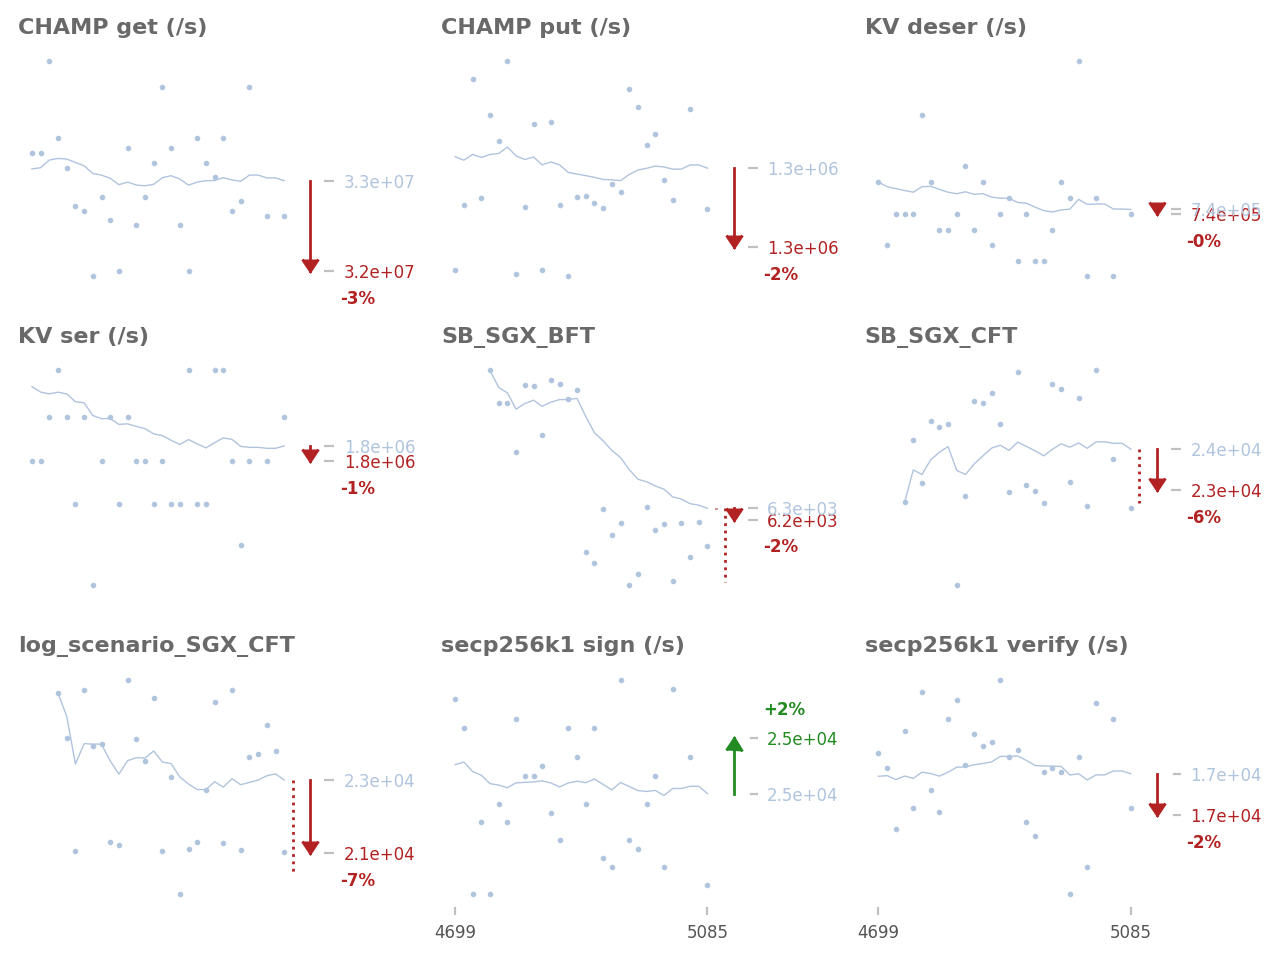 CHAMP get (/s)
3.3e+07
3.2e+07
-3%
CHAMP put (/s)
1.3e+06
1.3e+06
-2%
KV deser (/s)
7.4e+05
7.4e+05
-0%
KV ser (/s)
1.8e+06
1.8e+06
-1%
SB_SGX_BFT
6.3e+03
6.2e+03
-2%
SB_SGX_CFT
2.4e+04
2.3e+04
-6%
log_scenario_SGX_CFT
2.3e+04
2.1e+04
-7%
secp256k1 sign (/s)
+2%
2.5e+04
2.5e+04
4699
5085
secp256k1 verify (/s)
1.7e+04
1.7e+04
-2%
4699
5085